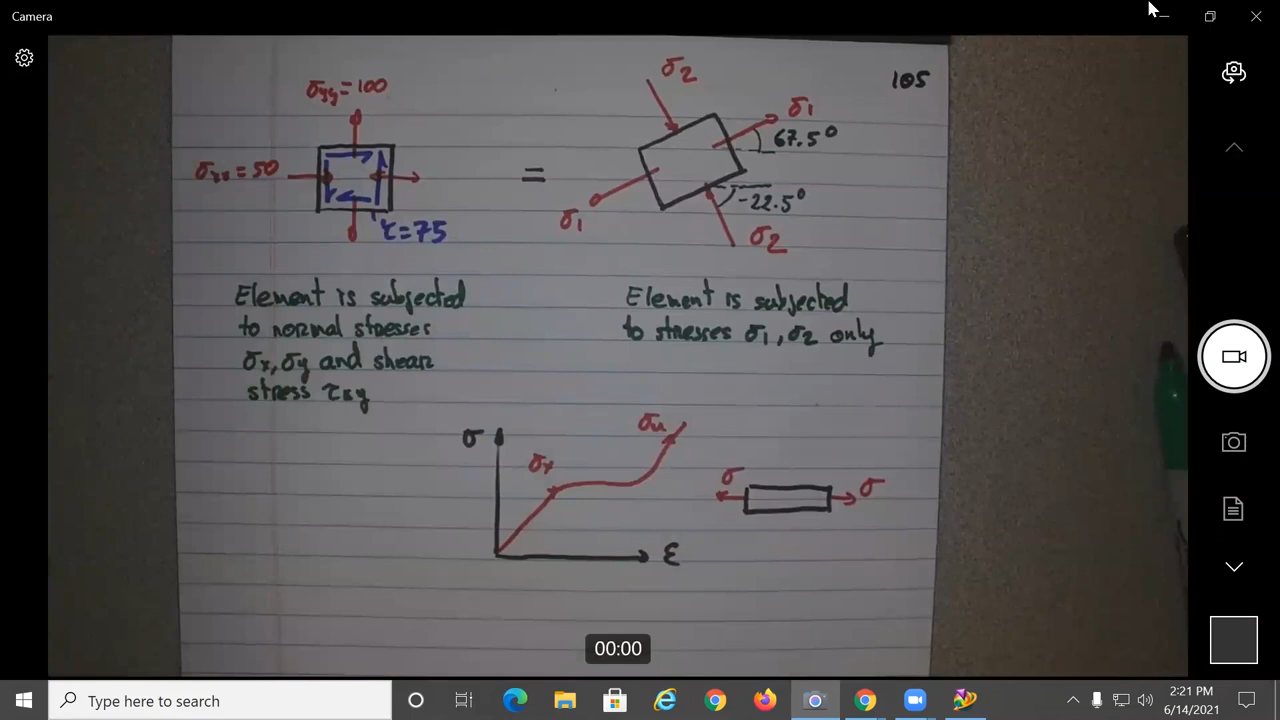 Camera
105
σyy=100
σxx=50
τ=75
=
σ2
σ1
67.5°
-22.5°
σ1
σ2
Element is subjected
to normal stresses
σx, σy and shear
stress τxy
Element is subjected
to stresses σ1, σ2 only
σ
σY
σu
ε
σ
σ
00:00
Type here to search
2:21 PM
6/14/2021